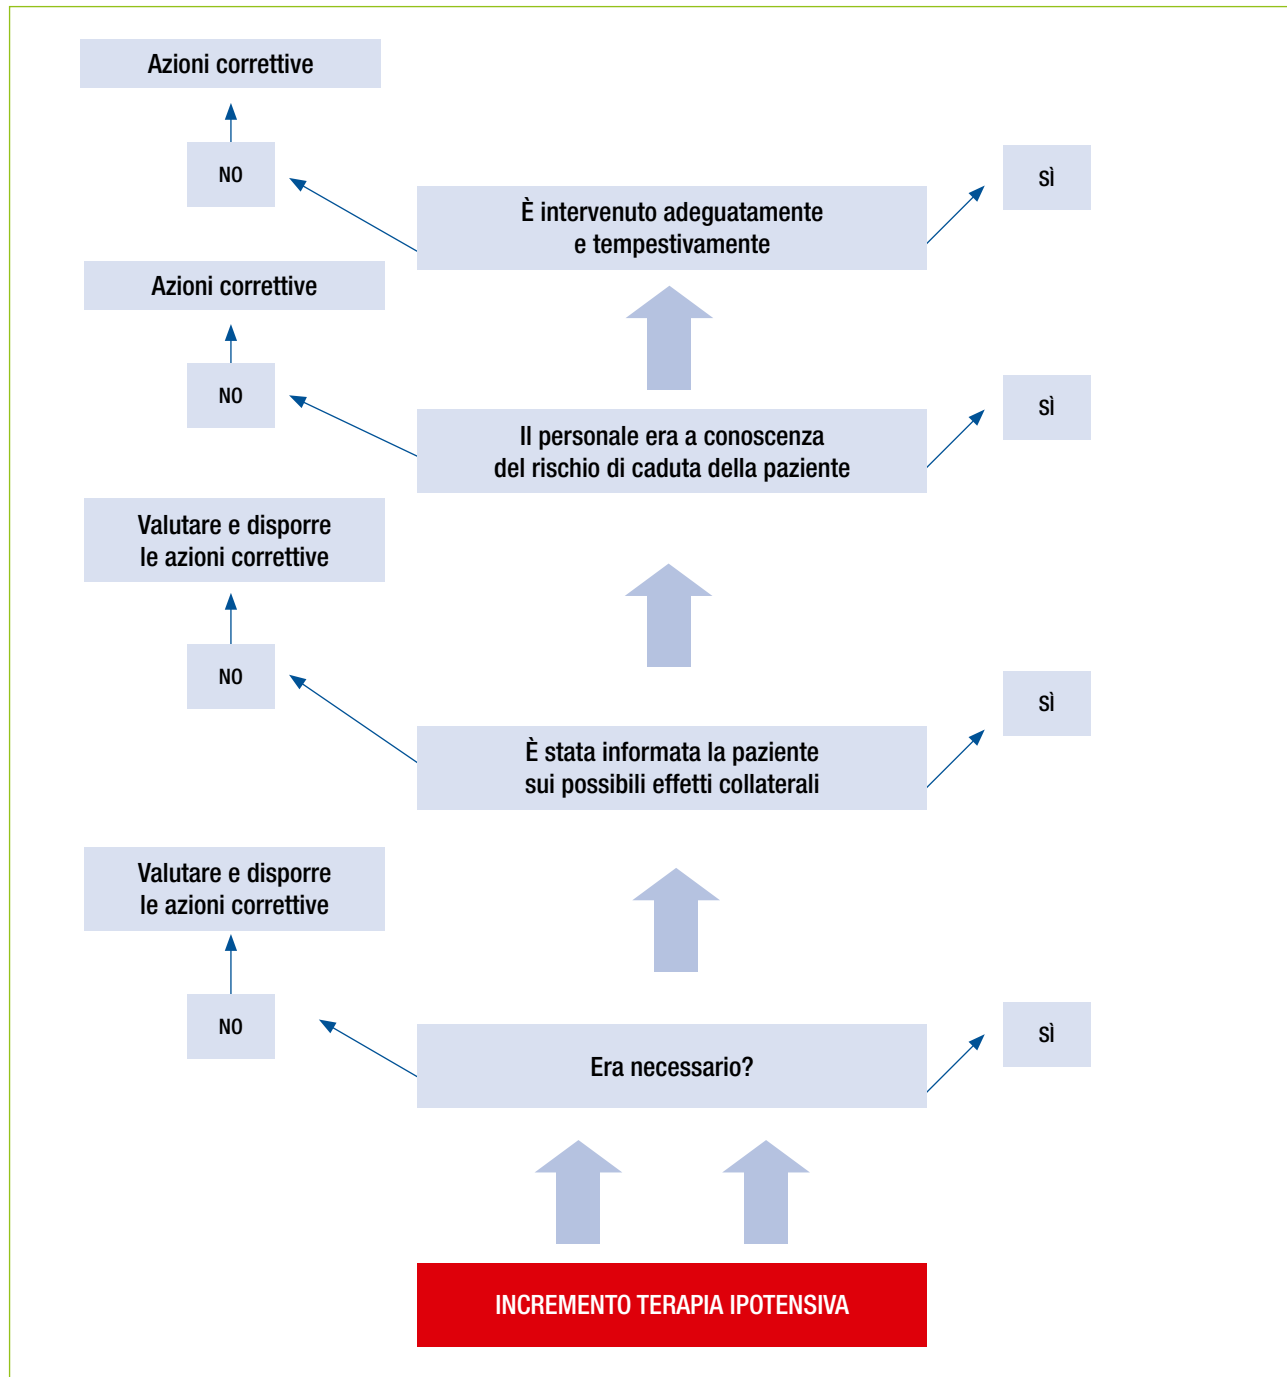 Azioni correttive
NO
SÌ
È intervenuto adeguatamente
e tempestivamente
Azioni correttive
NO
SÌ
Il personale era a conoscenza
del rischio di caduta della paziente
Valutare e disporre
le azioni correttive
NO
SÌ
È stata informata la paziente
sui possibili effetti collaterali
Valutare e disporre
le azioni correttive
NO
SÌ
Era necessario?
INCREMENTO TERAPIA IPOTENSIVA